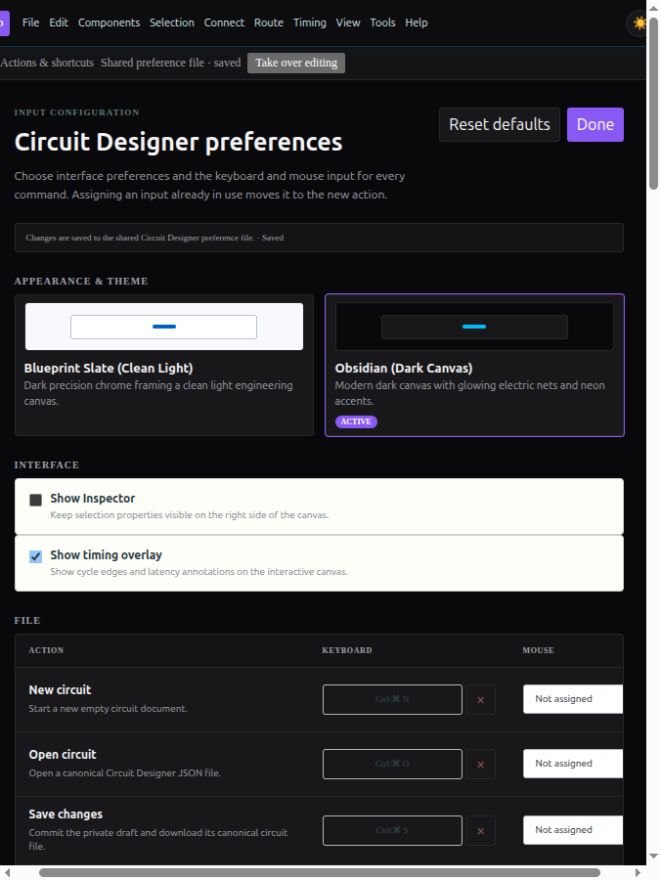 File Edit Components Selection Connect Route Timing View Tools Help
Actions & shortcuts Shared preference file · saved Take over editing
INPUT CONFIGURATION
Circuit Designer preferences
Reset defaults Done
Choose interface preferences and the keyboard and mouse input for every
command. Assigning an input already in use moves it to the new action.
Changes are saved to the shared Circuit Designer preference file. · Saved
APPEARANCE & THEME
Blueprint Slate (Clean Light)
Dark precision chrome framing a clean light engineering
canvas.
Obsidian (Dark Canvas)
Modern dark canvas with glowing electric nets and neon
accents.
ACTIVE
INTERFACE
Show Inspector
Keep selection properties visible on the right side of the canvas.
Show timing overlay
Show cycle edges and latency annotations on the interactive canvas.
FILE
ACTION KEYBOARD MOUSE
New circuit
Start a new empty circuit document.
Ctrl/⌘ N × Not assigned
Open circuit
Open a canonical Circuit Designer JSON file.
Ctrl/⌘ O × Not assigned
Save changes
Commit the private draft and download its canonical circuit
file.
Ctrl/⌘ S × Not assigned